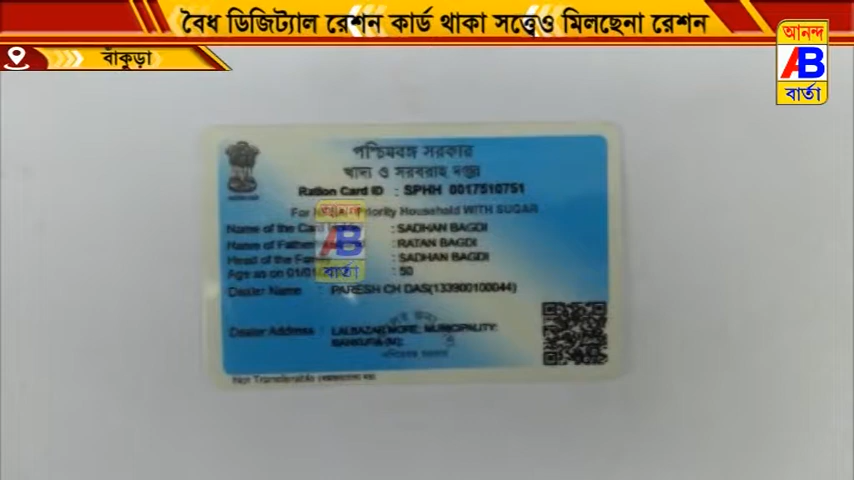 বৈধ ডিজিট্যাল রেশন কার্ড থাকা সত্ত্বেও মিলছেনা রেশন
বাঁকুড়া
আনন্দ
AB
বার্তা
পশ্চিমবঙ্গ সরকার
খাদ্য ও সরবরাহ দপ্তর
Ration Card ID : SPHH 0017510751
For Priority Household WITH SUGAR
Name of the Card : SADHAN BAGDI
Name of Father : RATAN BAGDI
Head of the Family : SADHAN BAGDI
Age as on 01/01 : 50
Dealer Name : PARESH CH DAS(133900100044)
Dealer Address : LALBAZAR MORE; MUNICIPALITY:
BANKURA (M);
Not Transferable
আনন্দ
AB
বার্তা